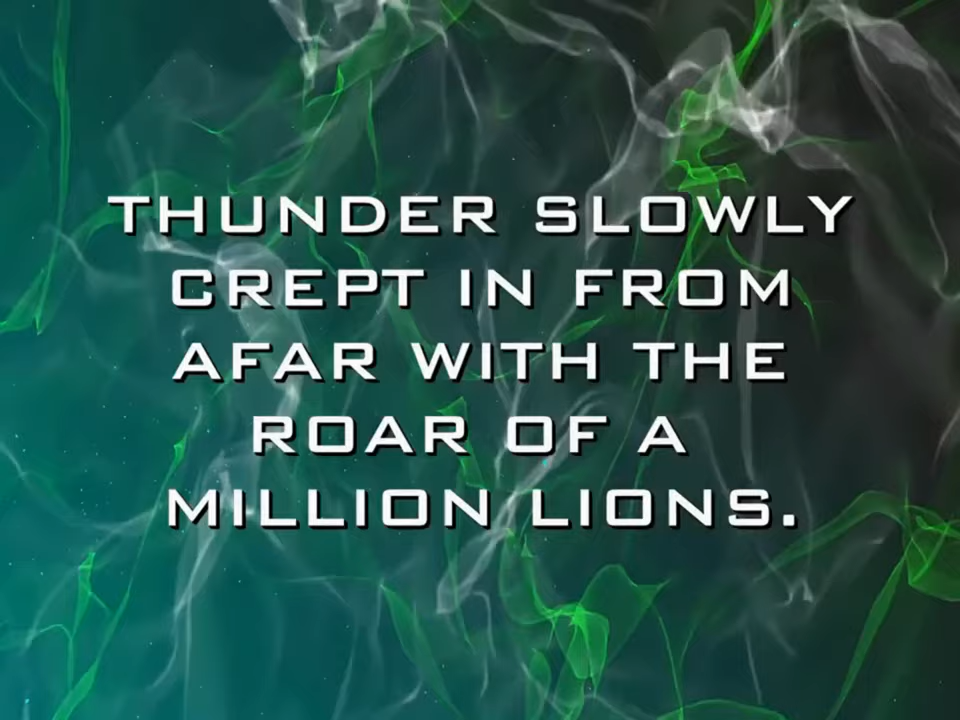 THUNDER SLOWLY
CREPT IN FROM
AFAR WITH THE
ROAR OF A
MILLION LIONS.